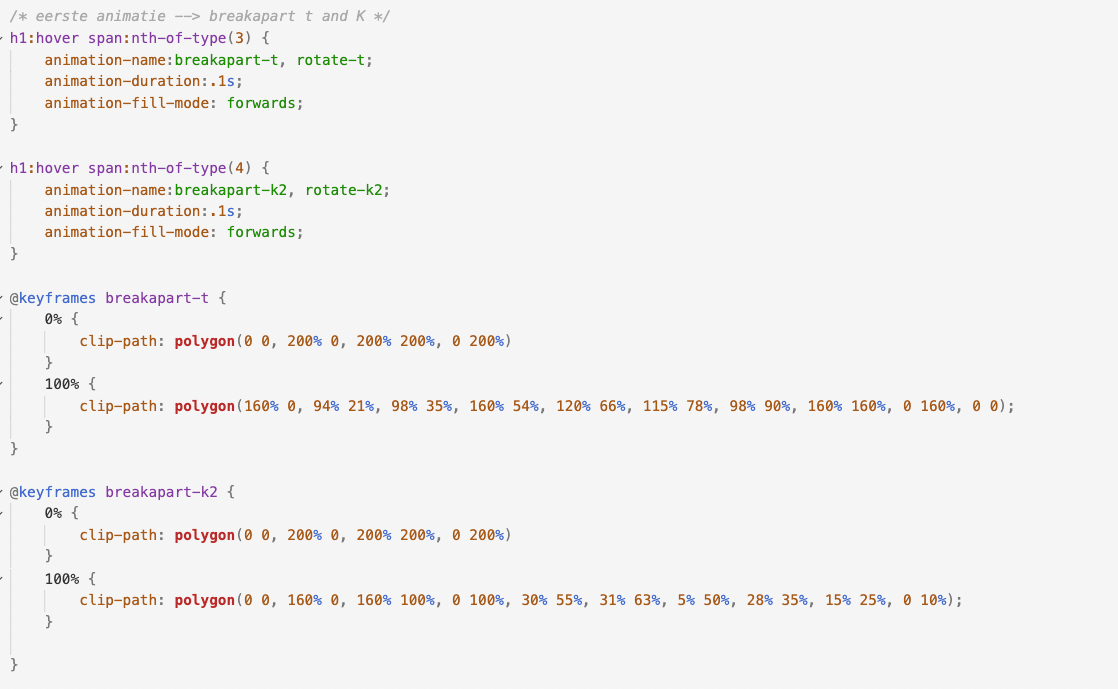 /* eerste animatie --> breakapart t and K */
h1:hover span:nth-of-type(3) {
    animation-name:breakapart-t, rotate-t;
    animation-duration:.1s;
    animation-fill-mode: forwards;
}

h1:hover span:nth-of-type(4) {
    animation-name:breakapart-k2, rotate-k2;
    animation-duration:.1s;
    animation-fill-mode: forwards;
}

@keyframes breakapart-t {
    0% {
        clip-path: polygon(0 0, 200% 0, 200% 200%, 0 200%)
    }
    100% {
        clip-path: polygon(160% 0, 94% 21%, 98% 35%, 160% 54%, 120% 66%, 115% 78%, 98% 90%, 160% 160%, 0 160%, 0 0);
    }
}

@keyframes breakapart-k2 {
    0% {
        clip-path: polygon(0 0, 200% 0, 200% 200%, 0 200%)
    }
    100% {
        clip-path: polygon(0 0, 160% 0, 160% 100%, 0 100%, 30% 55%, 31% 63%, 5% 50%, 28% 35%, 15% 25%, 0 10%);
    }

}